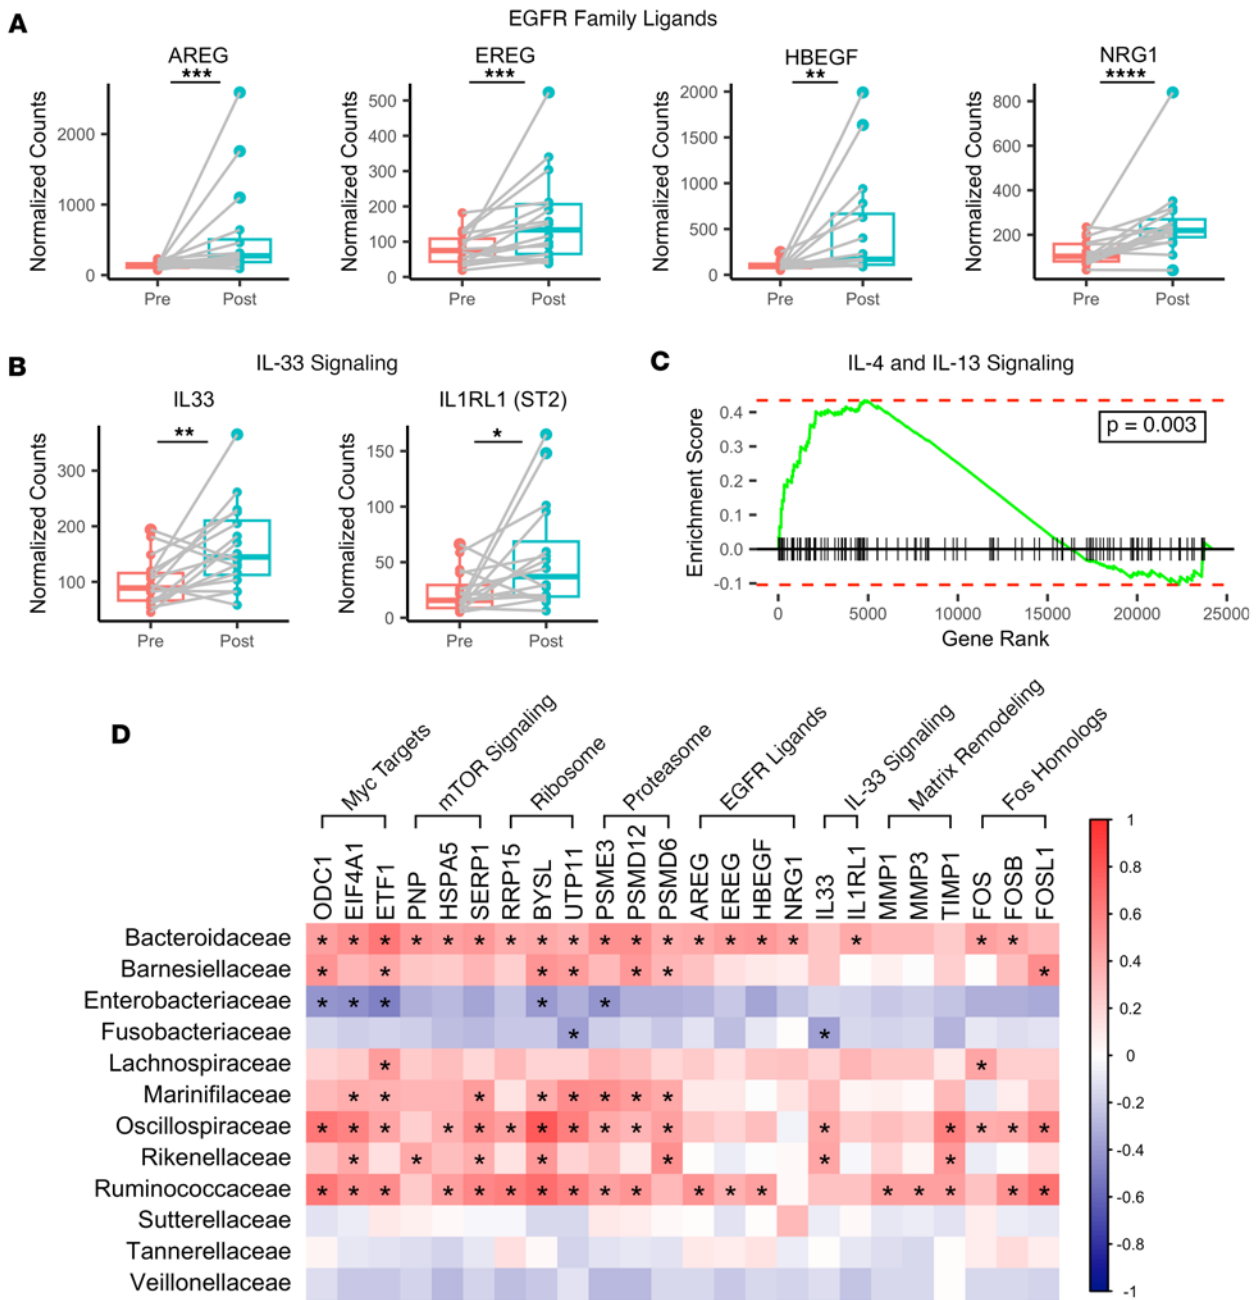 A
EGFR Family Ligands
AREG
EREG
HBEGF
NRG1
***
***
**
****
Normalized Counts
2000
1000
0
Pre
Post
Normalized Counts
500
400
300
200
100
0
Pre
Post
Normalized Counts
2000
1500
1000
500
0
Pre
Post
Normalized Counts
800
600
400
200
Pre
Post
B
IL-33 Signaling
IL33
IL1RL1 (ST2)
**
*
Normalized Counts
300
200
100
Pre
Post
Normalized Counts
150
100
50
0
Pre
Post
C
IL-4 and IL-13 Signaling
p = 0.003
Enrichment Score
0.4
0.3
0.2
0.1
0.0
-0.1
0
5000
10000
15000
20000
25000
Gene Rank
D
Myc Targets
mTOR Signaling
Ribosome
Proteasome
EGFR Ligands
IL-33 Signaling
Matrix Remodeling
Fos Homologs
ODC1
EIF4A1
ETF1
PNP
HSPA5
SERP1
RRP15
BYSL
UTP11
PSME3
PSMD12
PSMD6
AREG
EREG
HBEGF
NRG1
IL33
IL1RL1
MMP1
MMP3
TIMP1
FOS
FOSB
FOSL1
Bacteroidaceae * * * * * * * * * * * * * * * * * * *
Barnesiellaceae * * * * * * *
Enterobacteriaceae * * * * *
Fusobacteriaceae * *
Lachnospiraceae * *
Marinifilaceae * * * * * * * *
Oscillospiraceae * * * * * * * * * * * * * * * *
Rikenellaceae * * * * * * *
Ruminococcaceae * * * * * * * * * * * * * * * * * *
Sutterellaceae
Tannerellaceae
Veillonellaceae
1
0.8
0.6
0.4
0.2
0
-0.2
-0.4
-0.6
-0.8
-1